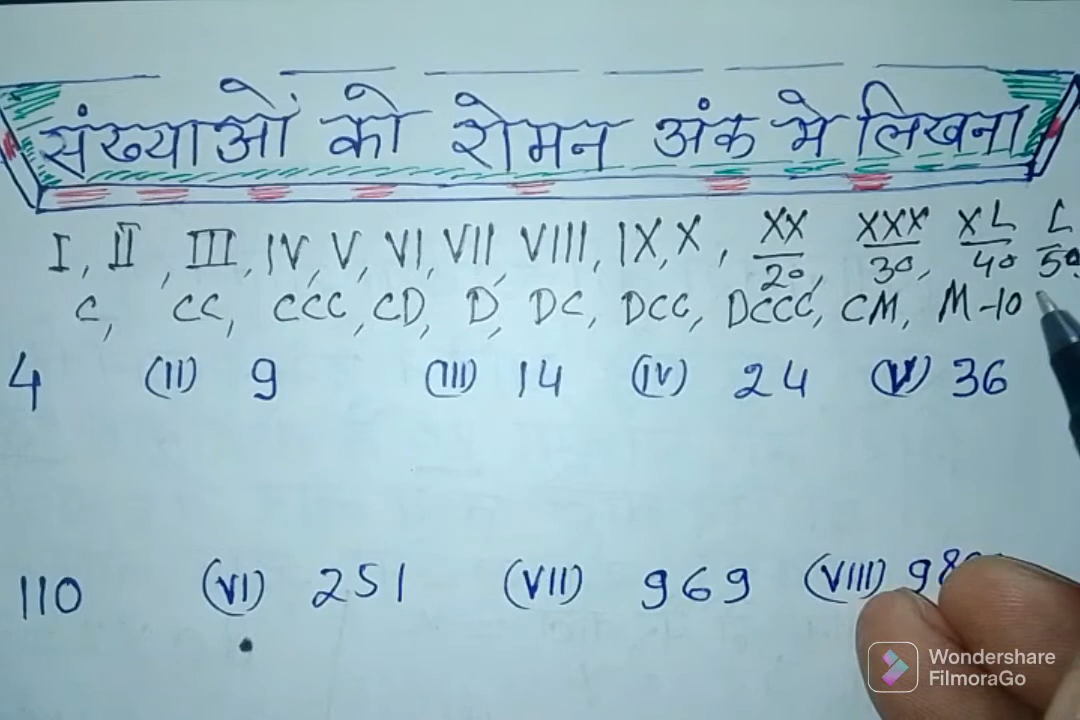 संख्याओं को रोमन अंक मे लिखना
I, II, III, IV, V, VI, VII, VIII, IX, X, XX/20, XXX/30, XL/40 L/50
C, CC, CCC, CD, D, DC, DCC, DCCC, CM, M-10
4 (II) 9 (III) 14 (IV) 24 (V) 36
110 (VI) 251 (VII) 969 (VIII) 98
Wondershare
FilmoraGo